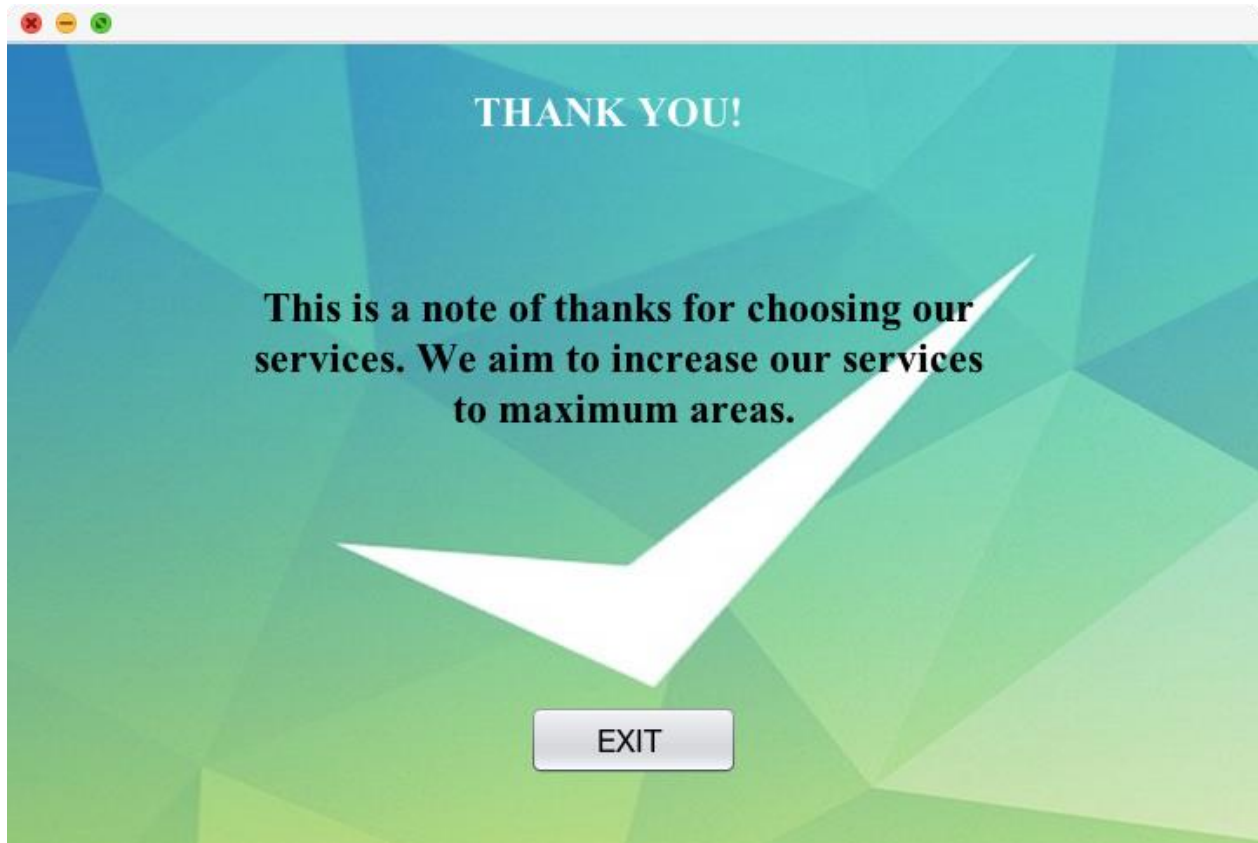 THANK YOU!
This is a note of thanks for choosing our
services. We aim to increase our services
to maximum areas.
EXIT